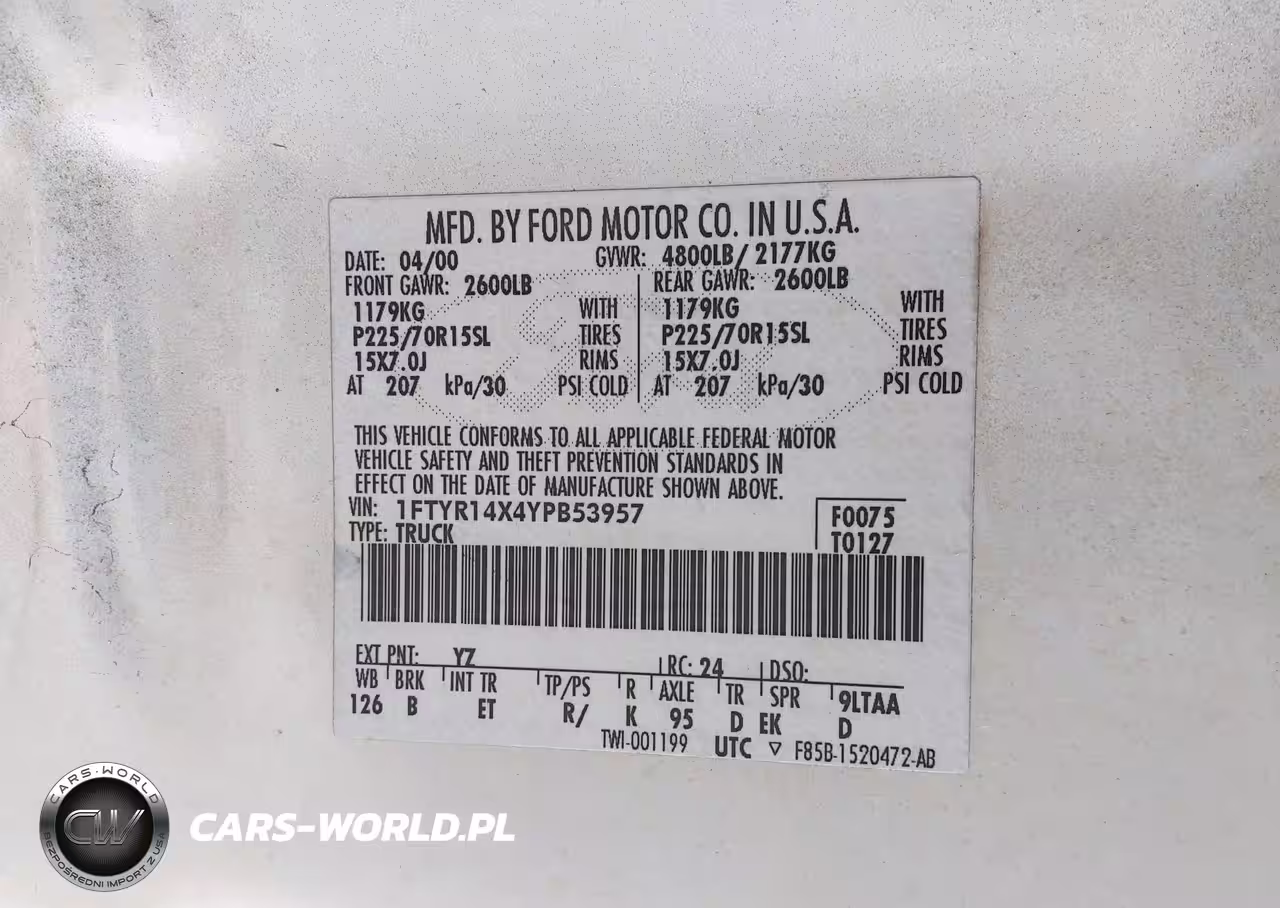 MFD. BY FORD MOTOR CO. IN U.S.A.
DATE: 04/00 GVWR: 4800LB/ 2177KG
FRONT GAWR: 2600LB REAR GAWR: 2600LB
1179KG WITH 1179KG WITH
P225/70R15SL TIRES P225/70R15SL TIRES
15X7.0J RIMS 15X7.0J RIMS
AT 207 kPa/30 PSI COLD AT 207 kPa/30 PSI COLD
THIS VEHICLE CONFORMS TO ALL APPLICABLE FEDERAL MOTOR
VEHICLE SAFETY AND THEFT PREVENTION STANDARDS IN
EFFECT ON THE DATE OF MANUFACTURE SHOWN ABOVE.
VIN: 1FTYR14X4YPB53957 F0075
TYPE: TRUCK T0127
EXT PNT: YZ RC: 24 DSO:
WB BRK INT TR TP/PS R AXLE TR SPR 9LTAA
126 B ET R/ K 95 D EK D
TWI-001199 UTC ▽ F85B-1520472-AB
CARS-WORLD
CW
BEZPOŚREDNI IMPORT Z USA
CARS-WORLD.PL